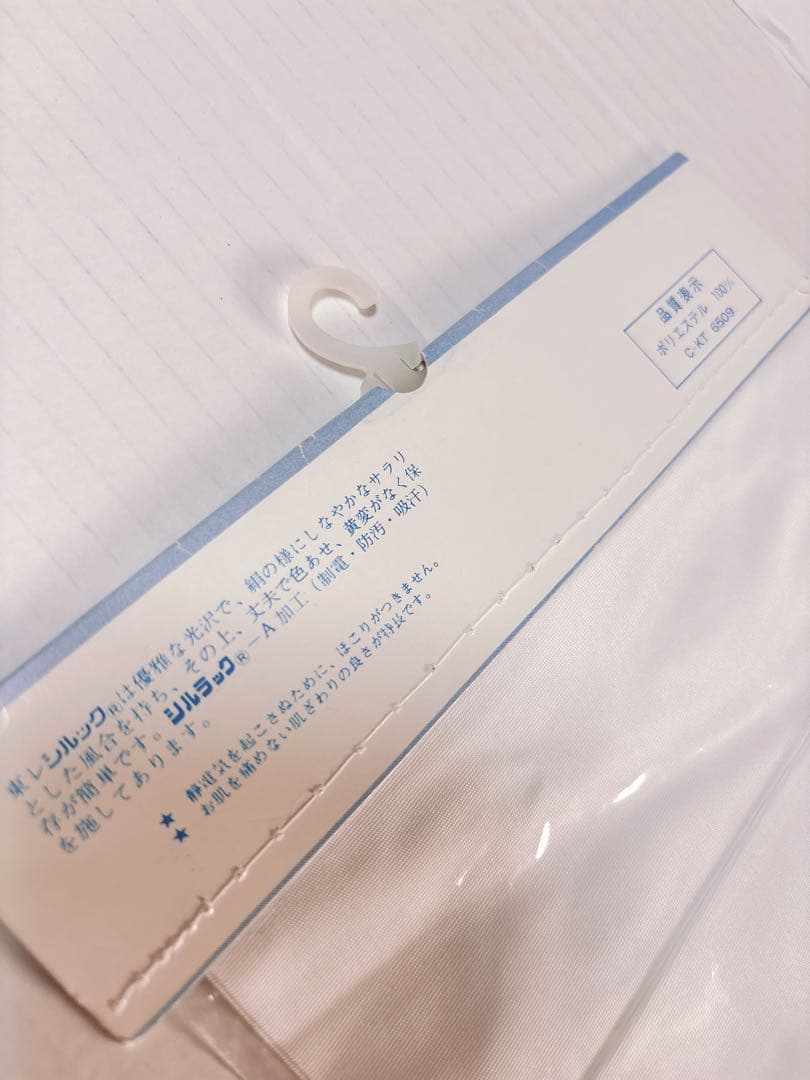 東レシルック®は優雅な光沢で、絹の様にしなやかなサラリ
とした風合を持ち、その上、丈夫で色あせ、黄変がなく保
存が簡単です。シルラック®−A加工（制電・防汚・吸汗）
を施してあります。
★ 静電気を起こさぬために、ほこりがつきません。
★ お肌を痛めない肌ざわりの良さが特長です。
品質表示
ポリエステル 100%
C-KT 6509